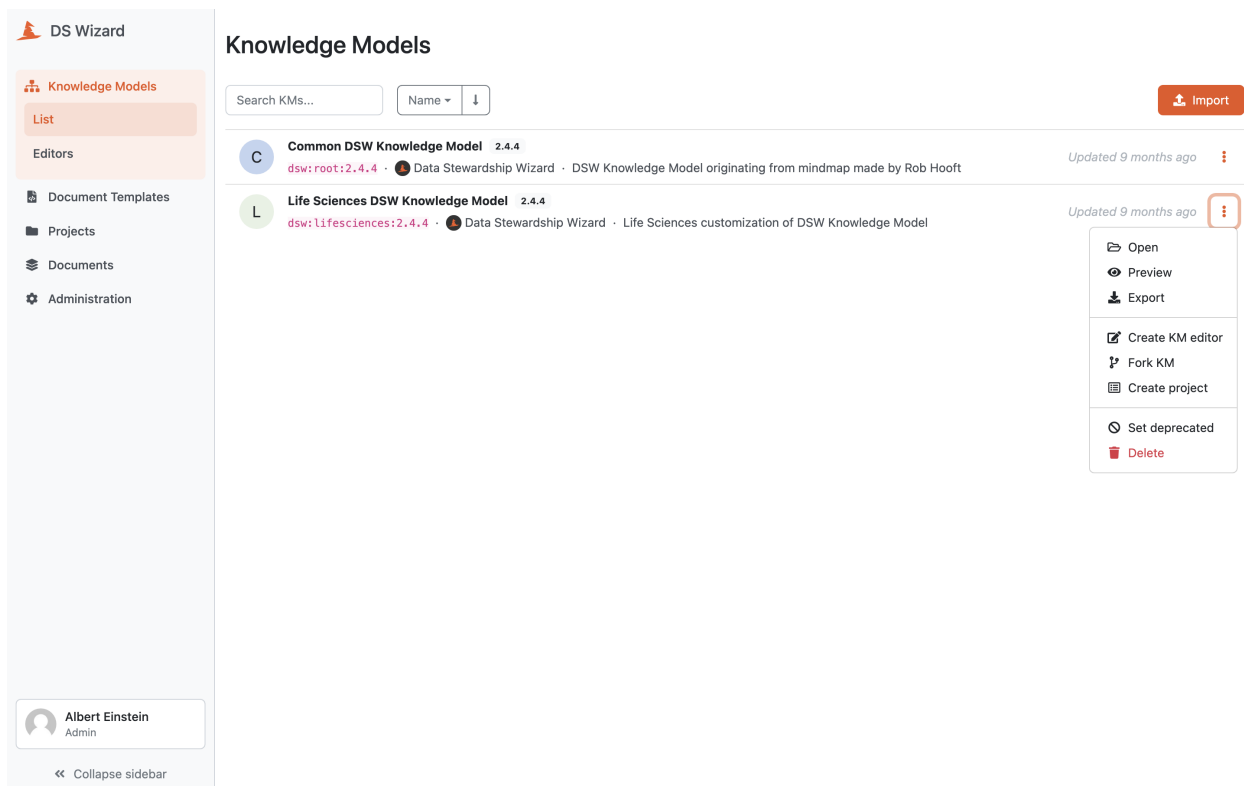 DS Wizard
Knowledge Models
List
Editors
Document Templates
Projects
Documents
Administration
Albert Einstein
Admin
Collapse sidebar
Knowledge Models
Search KMs...
Name
Import
C
Common DSW Knowledge Model 2.4.4
dsw:root:2.4.4 · Data Stewardship Wizard · DSW Knowledge Model originating from mindmap made by Rob Hooft
Updated 9 months ago
L
Life Sciences DSW Knowledge Model 2.4.4
dsw:lifesciences:2.4.4 · Data Stewardship Wizard · Life Sciences customization of DSW Knowledge Model
Updated 9 months ago
Open
Preview
Export
Create KM editor
Fork KM
Create project
Set deprecated
Delete